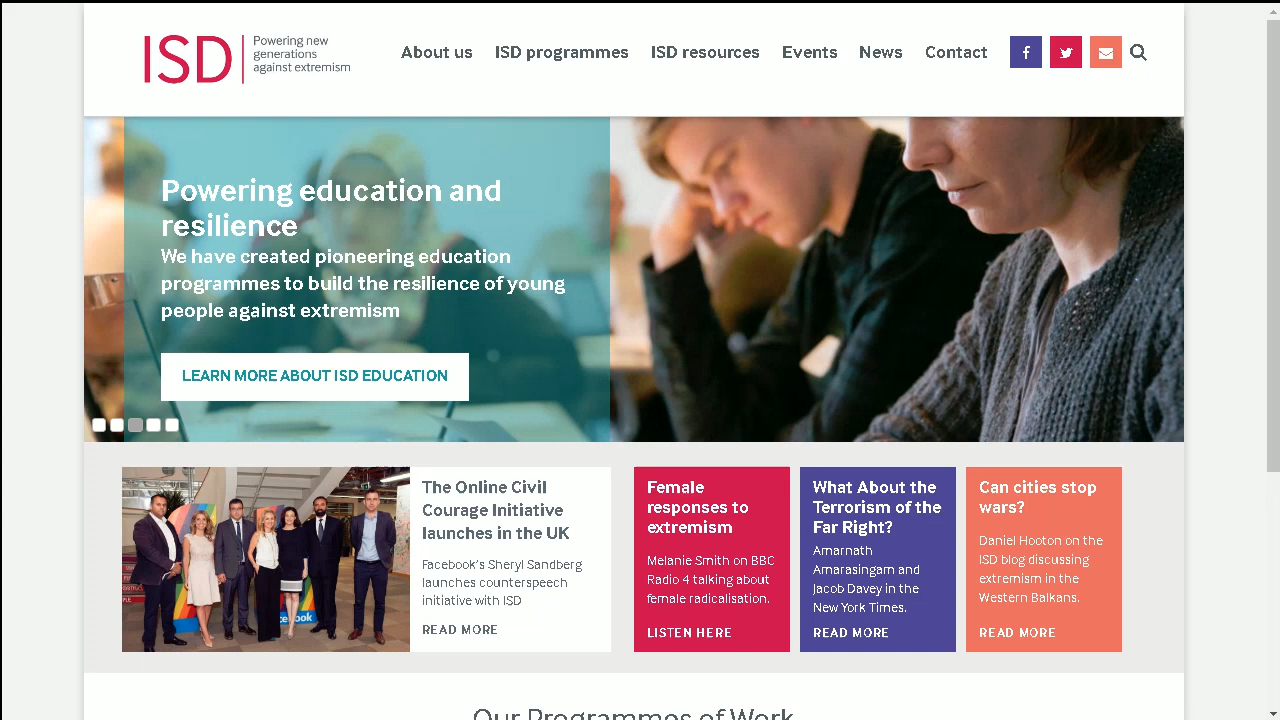 ISD
Powering new
generations
against extremism
About us
ISD programmes
ISD resources
Events
News
Contact
Powering education and
resilience
We have created pioneering education
programmes to build the resilience of young
people against extremism
LEARN MORE ABOUT ISD EDUCATION
The Online Civil
Courage Initiative
launches in the UK
Facebook's Sheryl Sandberg
launches counterspeech
initiative with ISD
READ MORE
Female
responses to
extremism
Melanie Smith on BBC
Radio 4 talking about
female radicalisation.
LISTEN HERE
What About the
Terrorism of the
Far Right?
Amarnath
Amarasingam and
Jacob Davey in the
New York Times.
READ MORE
Can cities stop
wars?
Daniel Hooton on the
ISD blog discussing
extremism in the
Western Balkans.
READ MORE
Our Programmes of Work